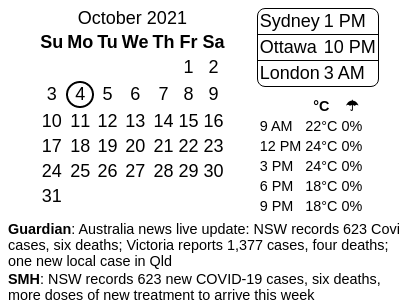 October 2021
Su Mo Tu We Th Fr Sa
1 2
3 4 5 6 7 8 9
10 11 12 13 14 15 16
17 18 19 20 21 22 23
24 25 26 27 28 29 30
31
Sydney 1 PM
Ottawa 10 PM
London 3 AM
°C ☂
9 AM 22°C 0%
12 PM 24°C 0%
3 PM 24°C 0%
6 PM 18°C 0%
9 PM 18°C 0%
Guardian: Australia news live update: NSW records 623 Covi
cases, six deaths; Victoria reports 1,377 cases, four deaths;
one new local case in Qld
SMH: NSW records 623 new COVID-19 cases, six deaths,
more doses of new treatment to arrive this week